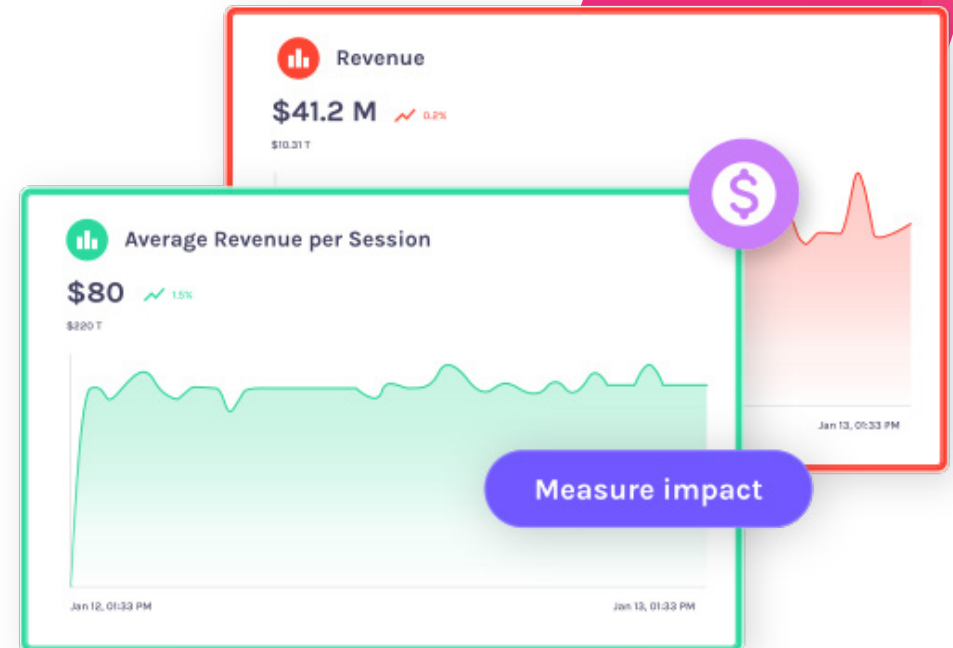 Revenue
$41.2 M
0.2%
$10.31 T
Jan 13, 01:33 PM
Average Revenue per Session
$80
1.5%
$220 T
Measure impact
Jan 12, 01:33 PM
Jan 13, 01:33 PM